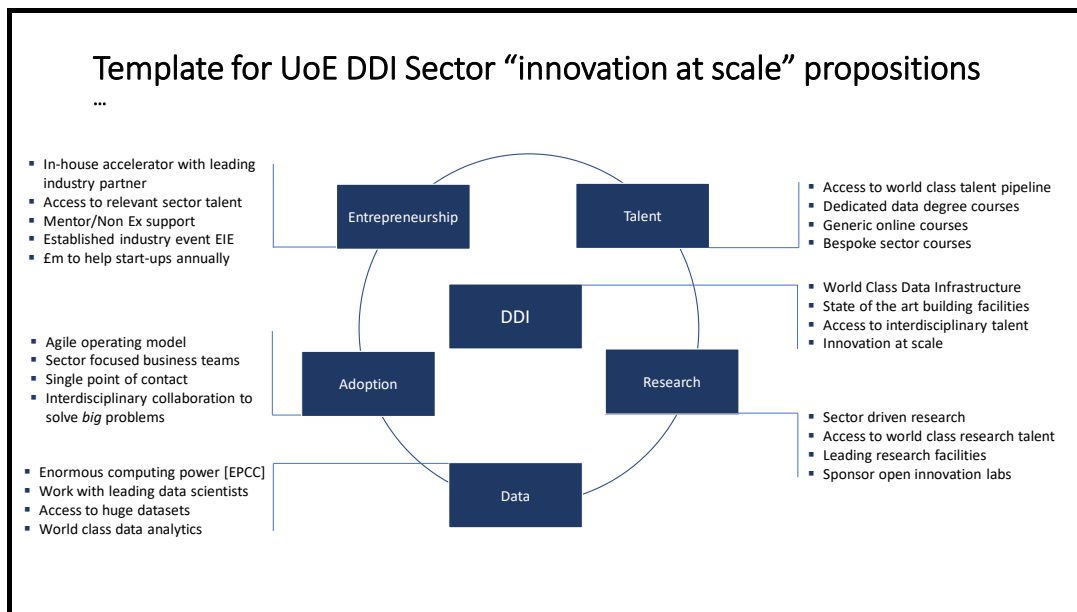 Template for UoE DDI Sector “innovation at scale” propositions
...
▪ In-house accelerator with leading
industry partner
▪ Access to relevant sector talent
▪ Mentor/Non Ex support
▪ Established industry event EIE
▪ £m to help start-ups annually
Entrepreneurship
Talent
▪ Access to world class talent pipeline
▪ Dedicated data degree courses
▪ Generic online courses
▪ Bespoke sector courses
DDI
▪ World Class Data Infrastructure
▪ State of the art building facilities
▪ Access to interdisciplinary talent
▪ Innovation at scale
▪ Agile operating model
▪ Sector focused business teams
▪ Single point of contact
▪ Interdisciplinary collaboration to
solve big problems
Adoption
Research
▪ Sector driven research
▪ Access to world class research talent
▪ Leading research facilities
▪ Sponsor open innovation labs
▪ Enormous computing power [EPCC]
▪ Work with leading data scientists
▪ Access to huge datasets
▪ World class data analytics
Data